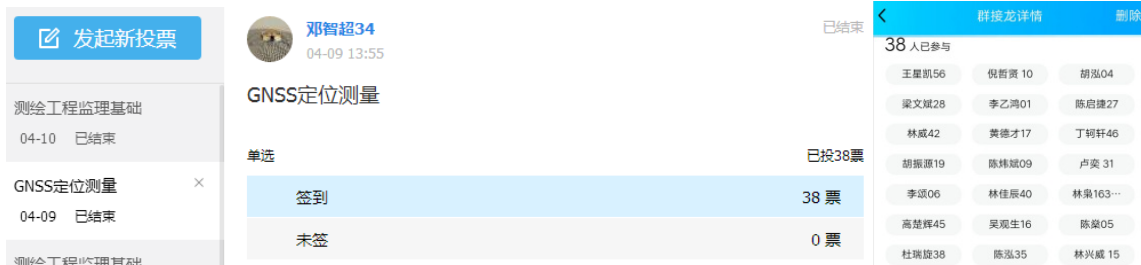 发起新投票
测绘工程监理基础
04-10 已结束
GNSS定位测量 ×
04-09 已结束
测绘工程监理基础
邓智超34 已结束
04-09 13:55
GNSS定位测量
单选 已投38票
签到 38 票
未签 0 票
群接龙详情 删除
38 人已参与
王星凯56 倪哲贤 10 胡泓04
梁文斌28 李乙鸿01 陈启捷27
林威42 黄德才17 丁轲轩46
胡振源19 陈炜斌09 卢奕 31
李颂06 林佳辰40 林枭163…
高楚辉45 吴观生16 陈燊05
杜瑞旋38 陈泓35 林兴威 15